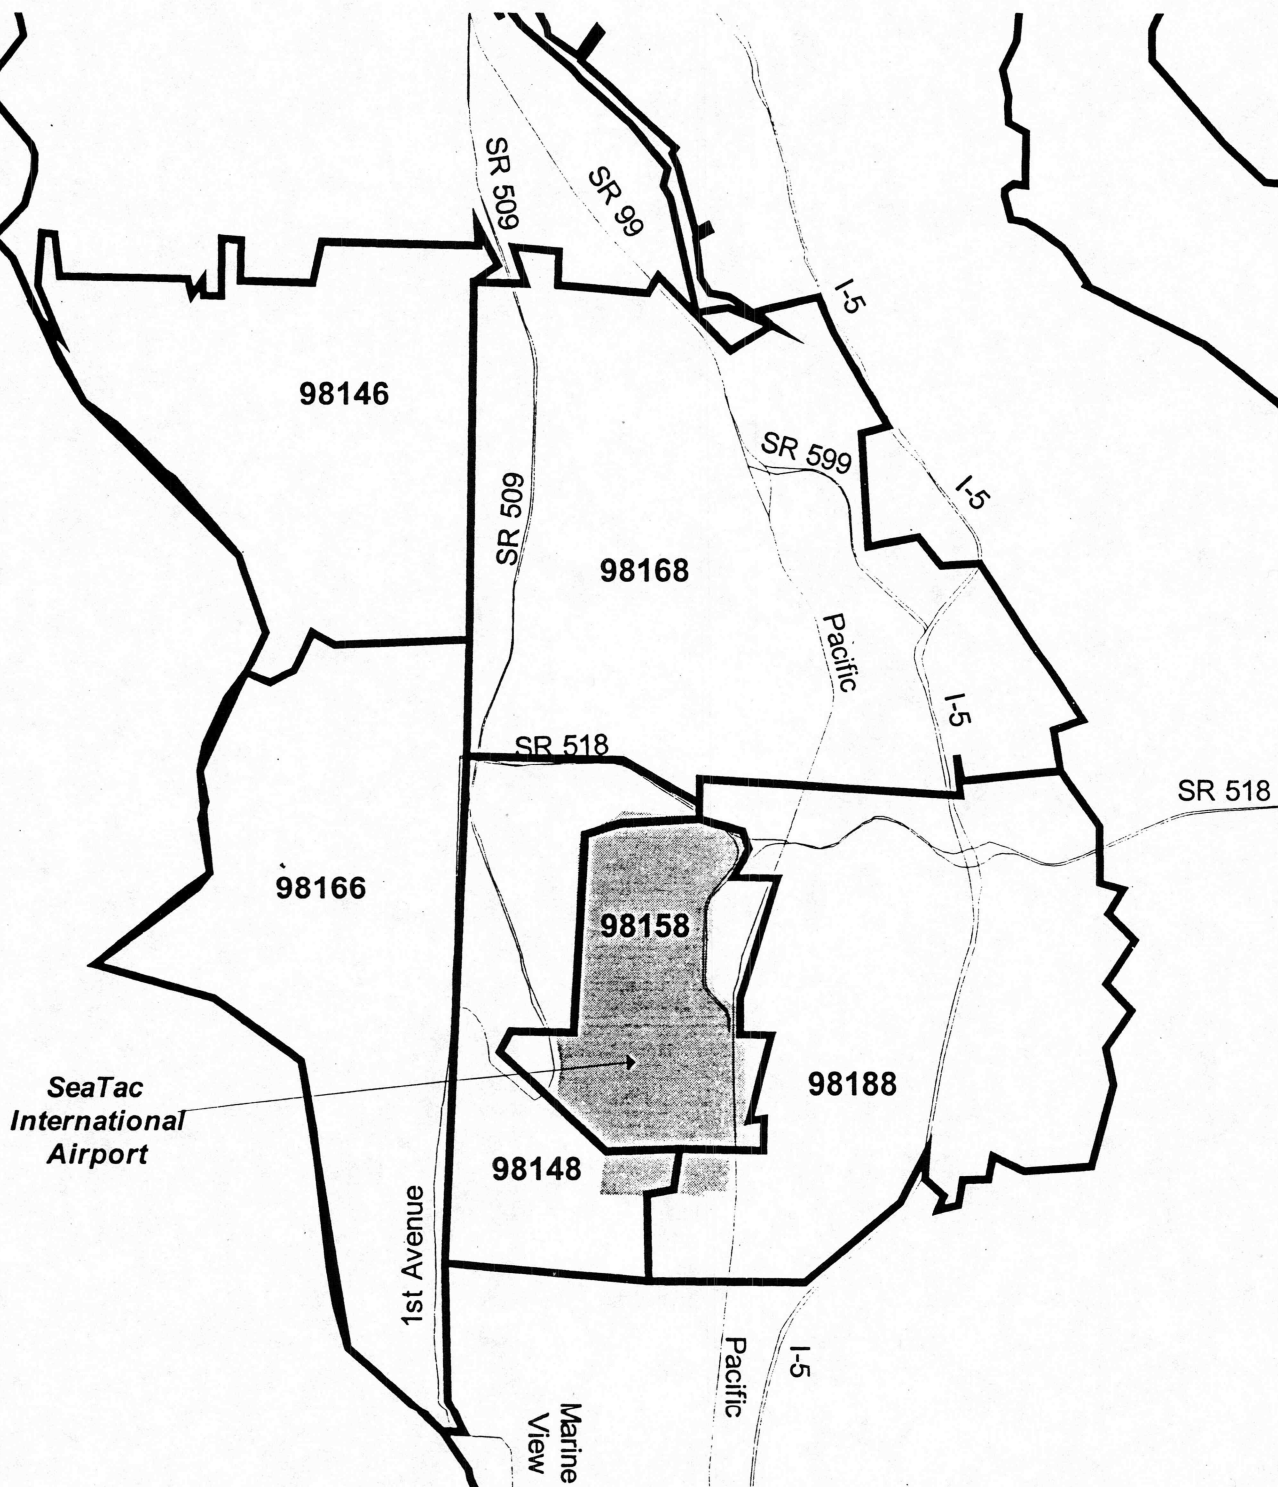 SR 509
SR 99
I-5
98146
SR 599
SR 509
I-5
98168
Pacific
I-5
SR 518
SR 518
98166
98158
SeaTac
International
Airport
98188
98148
1st Avenue
Pacific
I-5
Marine
View